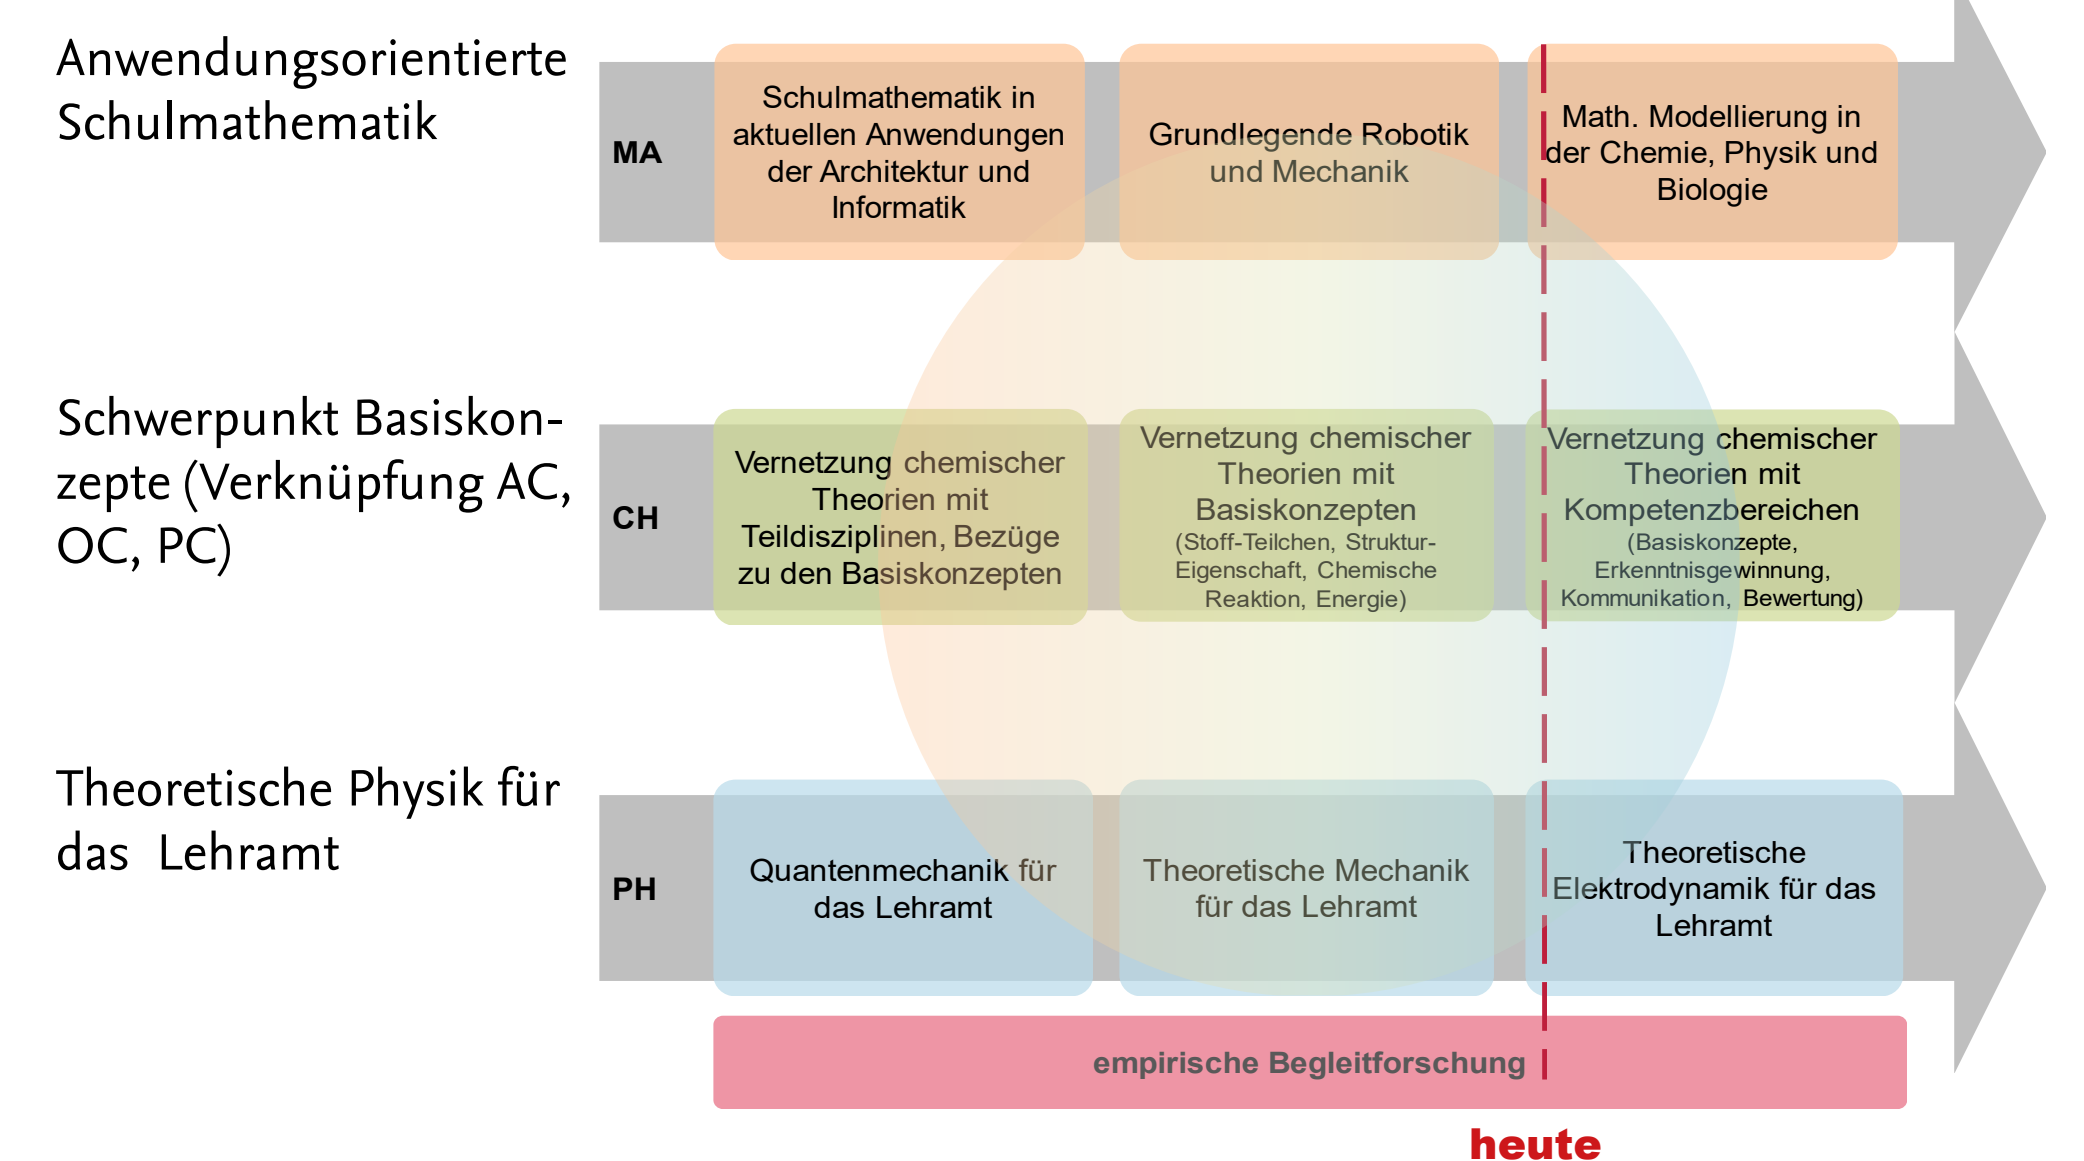 Anwendungsorientierte
Schulmathematik
MA
Schulmathematik in
aktuellen Anwendungen
der Architektur und
Informatik
Grundlegende Robotik
und Mechanik
Math. Modellierung in
der Chemie, Physik und
Biologie
Schwerpunkt Basiskon-
zepte (Verknüpfung AC,
OC, PC)
CH
Vernetzung chemischer
Theorien mit
Teildisziplinen, Bezüge
zu den Basiskonzepten
Vernetzung chemischer
Theorien mit
Basiskonzepten
(Stoff-Teilchen, Struktur-
Eigenschaft, Chemische
Reaktion, Energie)
Vernetzung chemischer
Theorien mit
Kompetenzbereichen
(Basiskonzepte,
Erkenntnisgewinnung,
Kommunikation, Bewertung)
Theoretische Physik für
das Lehramt
PH
Quantenmechanik für
das Lehramt
Theoretische Mechanik
für das Lehramt
Theoretische
Elektrodynamik für das
Lehramt
empirische Begleitforschung
heute